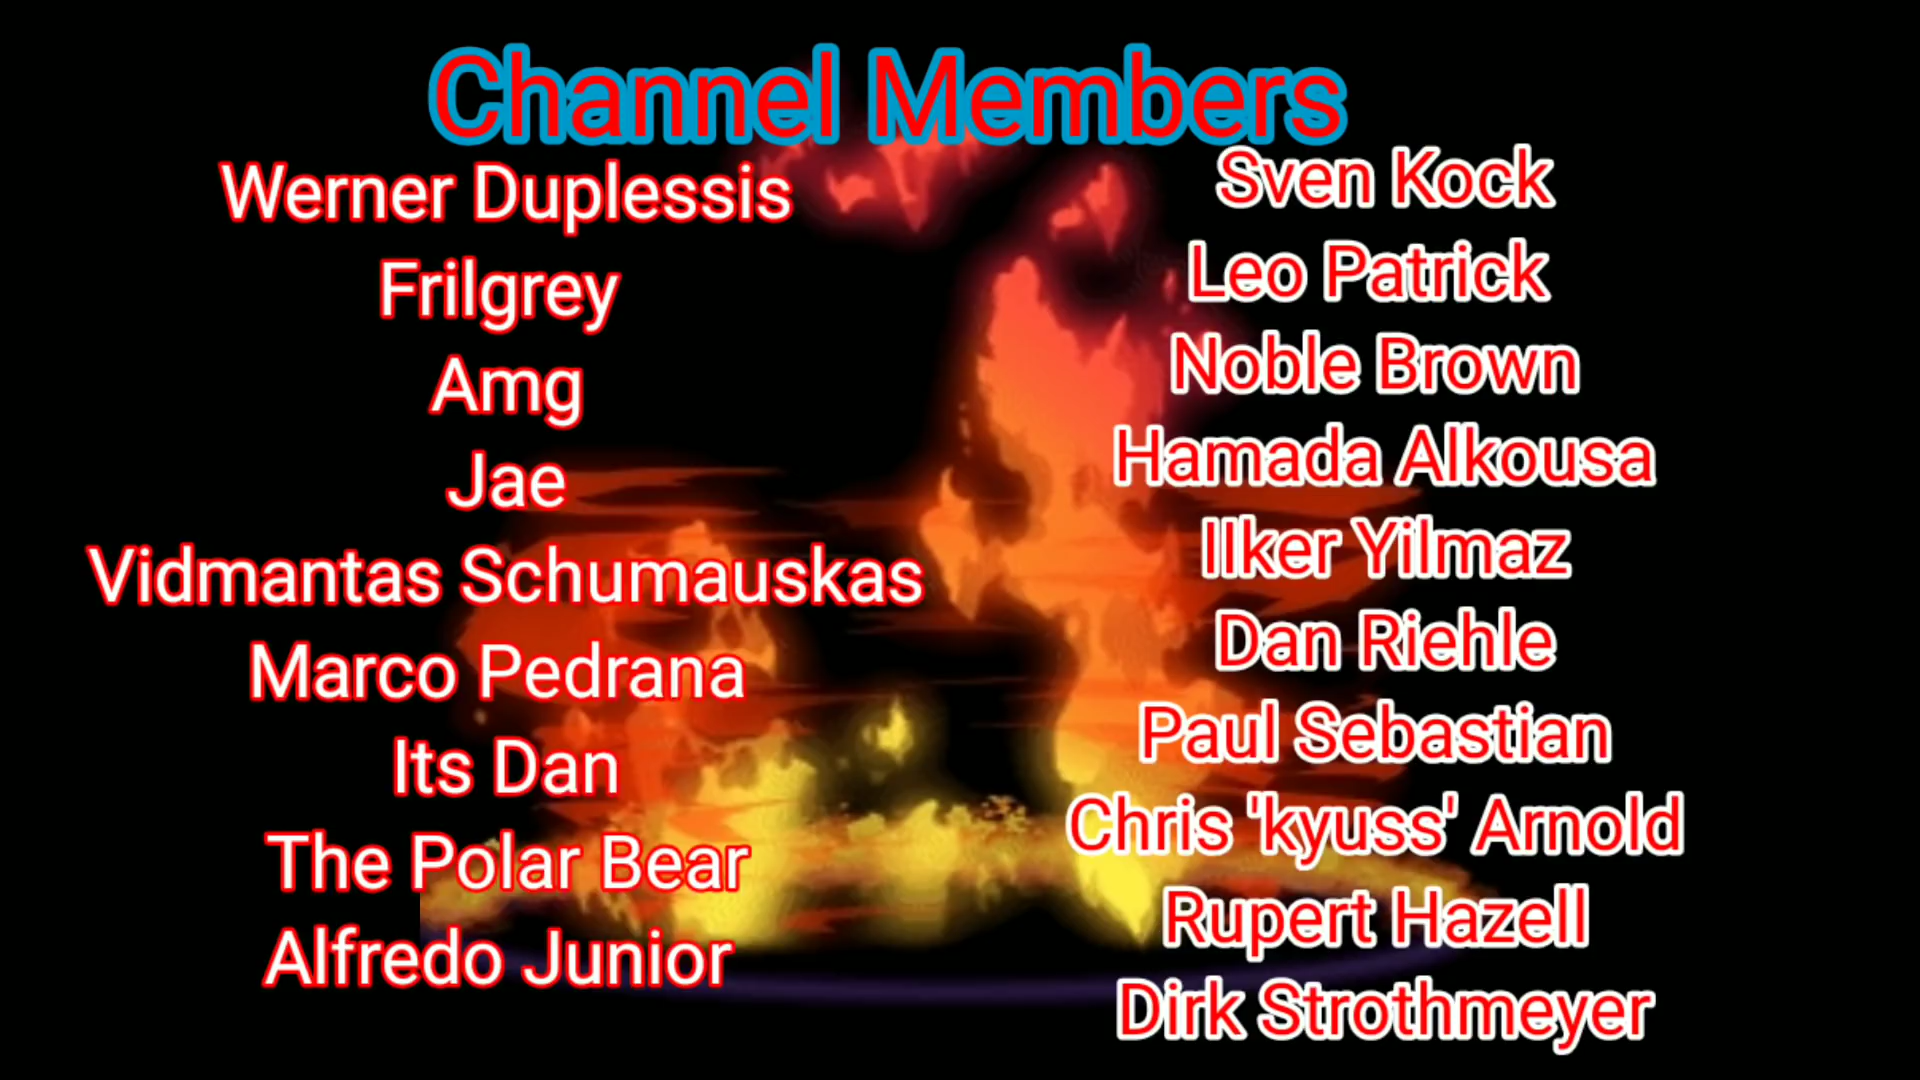 Channel Members
Werner Duplessis
Frilgrey
Amg
Jae
Vidmantas Schumauskas
Marco Pedrana
Its Dan
The Polar Bear
Alfredo Junior
Sven Kock
Leo Patrick
Noble Brown
Hamada Alkousa
Ilker Yilmaz
Dan Riehle
Paul Sebastian
Chris 'kyuss' Arnold
Rupert Hazell
Dirk Strothmeyer